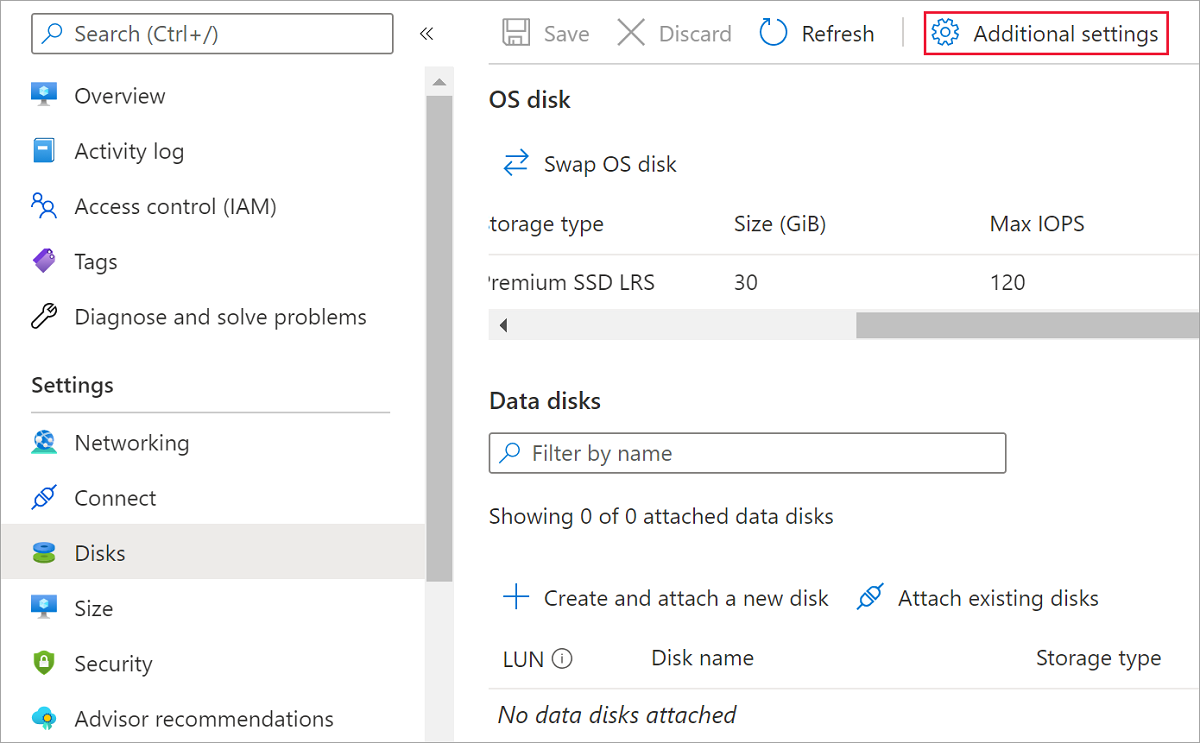 Search (Ctrl+/)
Overview
Activity log
Access control (IAM)
Tags
Diagnose and solve problems
Settings
Networking
Connect
Disks
Size
Security
Advisor recommendations
Save Discard Refresh Additional settings
OS disk
Swap OS disk
torage type Size (GiB) Max IOPS
remium SSD LRS 30 120
Data disks
Filter by name
Showing 0 of 0 attached data disks
Create and attach a new disk Attach existing disks
LUN Disk name Storage type
No data disks attached